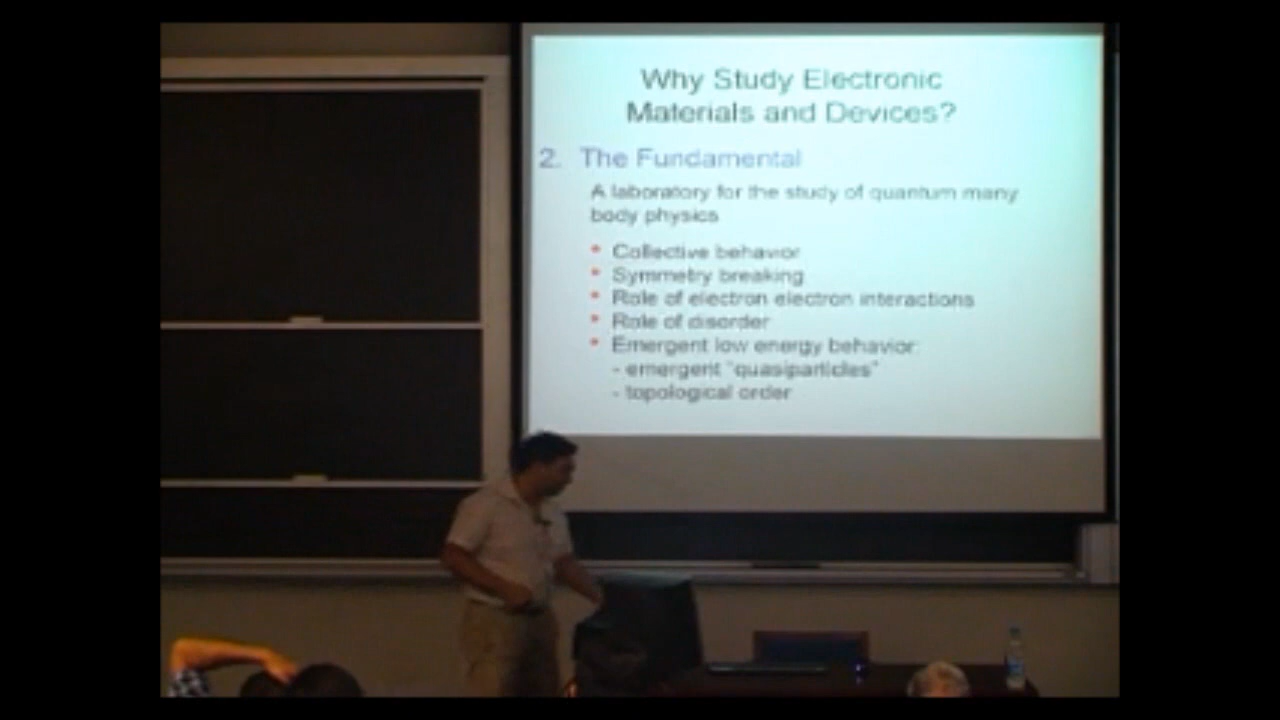 Why Study Electronic
Materials and Devices?
2. The Fundamental
A laboratory for the study of quantum many
body physics
• Collective behavior
• Symmetry breaking
• Role of electron electron interactions
• Role of disorder
• Emergent low energy behavior:
- emergent "quasiparticles"
- topological order